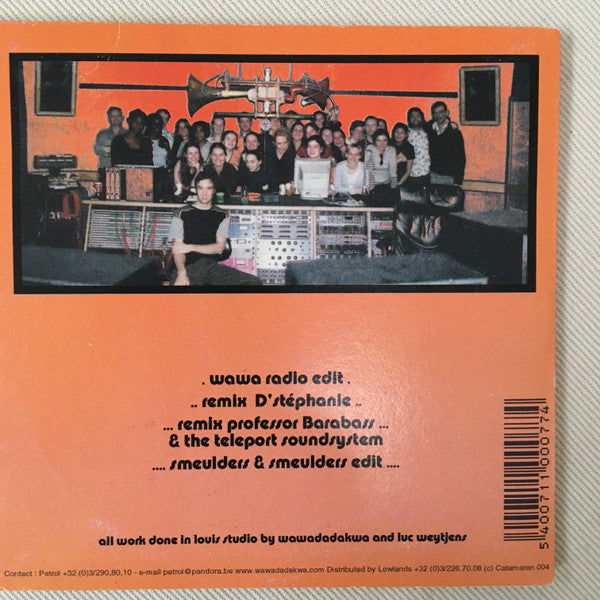 . wawa radio edit .
.. remix D'stéphanie ..
... remix professor Barabass ...
& the teleport soundsystem
.... smeulders & smeulders edit ....
5 400711 000774
all work done in louis studio by wawadadakwa and luc weytjens
Contact : Petrol +32 (0)3/290,80,10 - e-mail petrol@pandora.be www.wawadadakwa.com Distributed by Lowlands +32 (0)3/226.70.08 (c) Catamaran 004